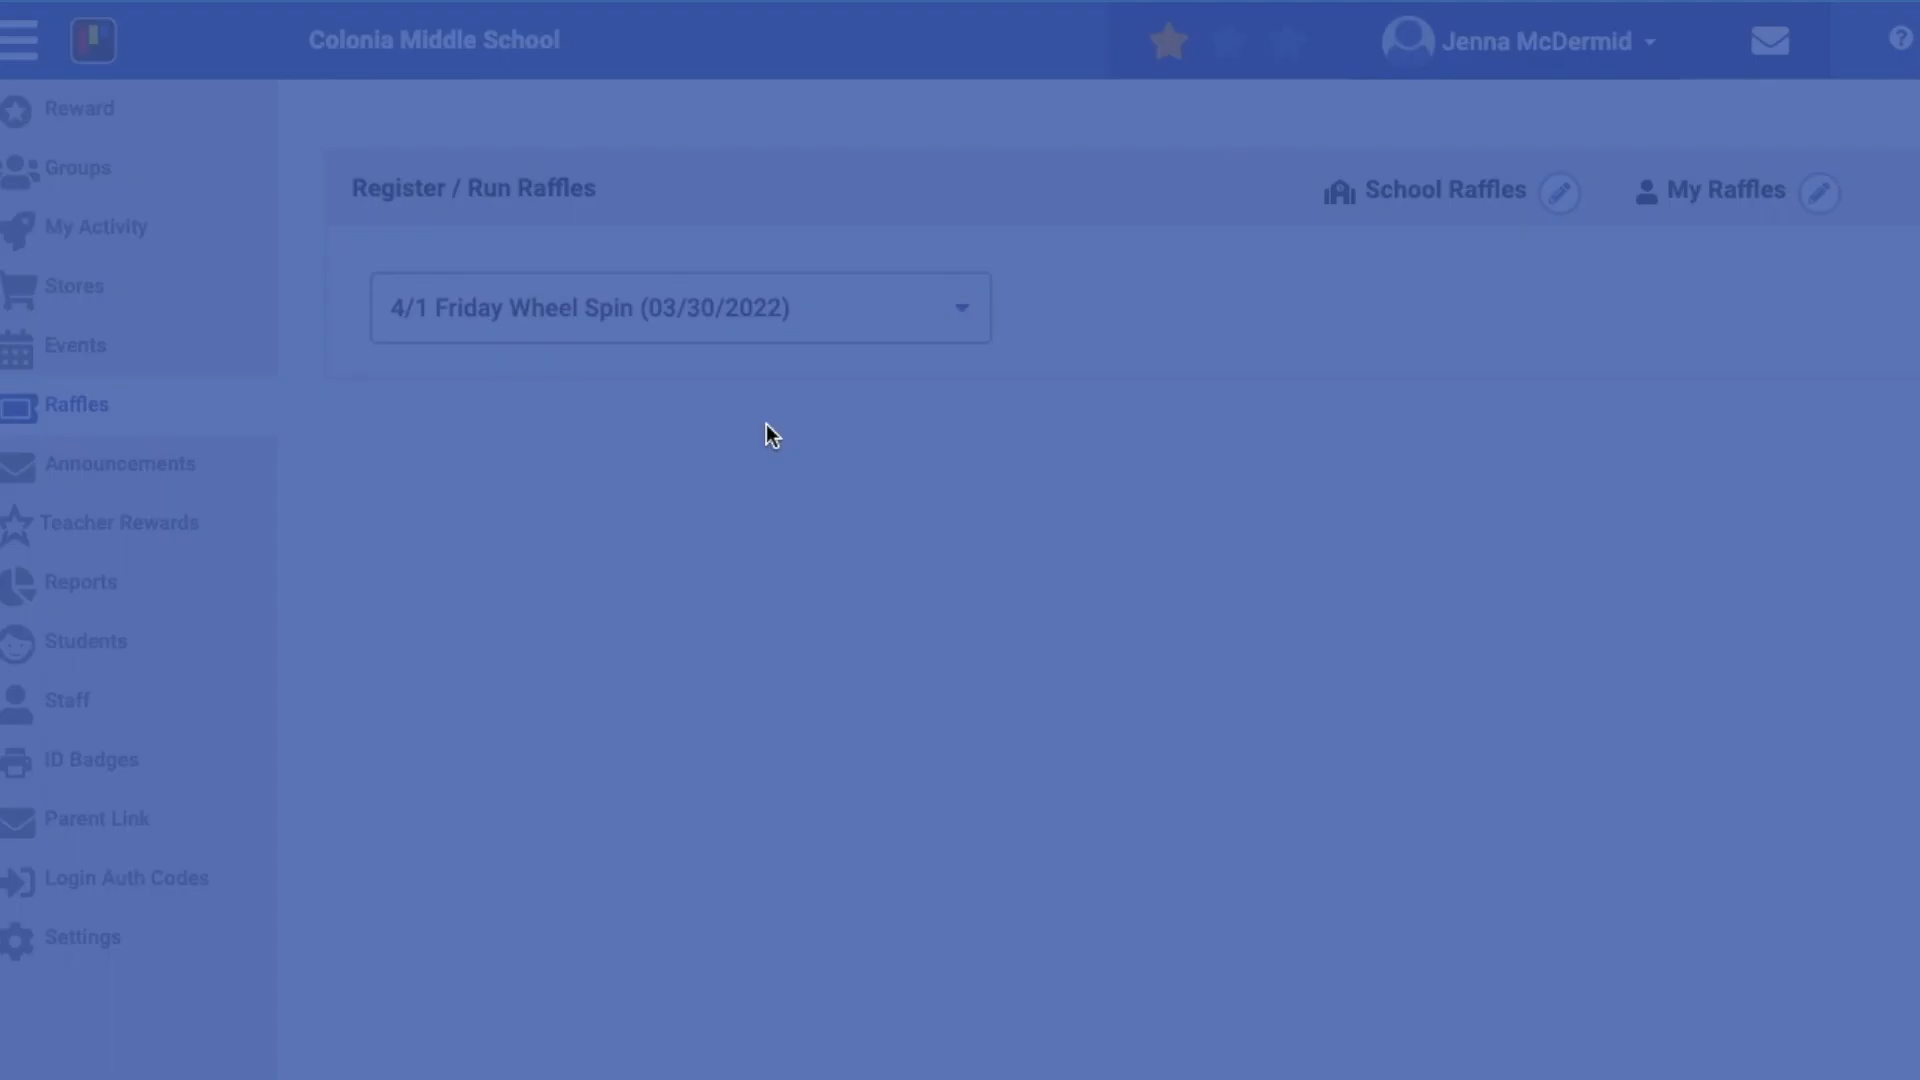 Colonia Middle School
Jenna McDermid
?
Reward
Groups
My Activity
Stores
Events
Raffles
Announcements
Teacher Rewards
Reports
Students
Staff
ID Badges
Parent Link
Login Auth Codes
Settings
Register / Run Raffles
School Raffles
My Raffles
4/1 Friday Wheel Spin (03/30/2022)